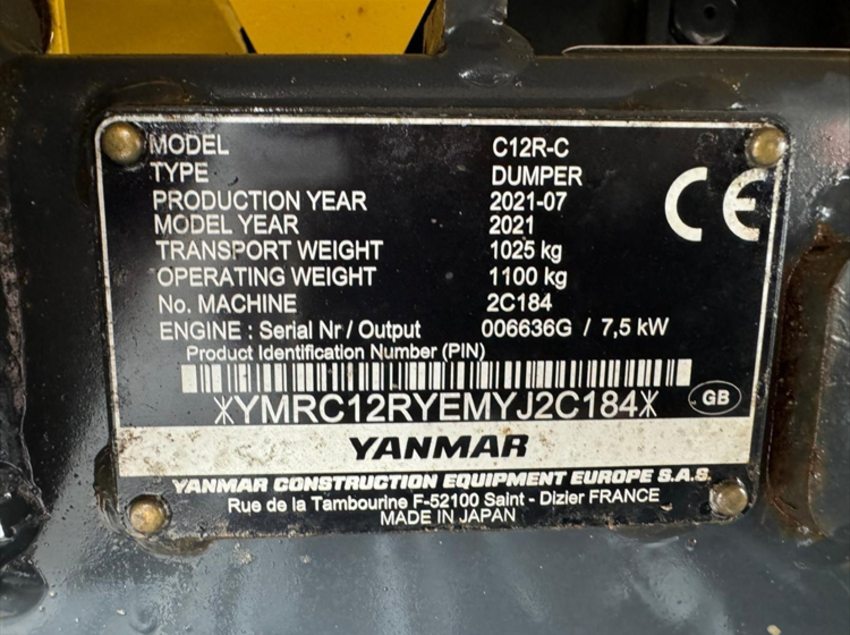 MODEL C12R-C
TYPE DUMPER
PRODUCTION YEAR 2021-07
MODEL YEAR 2021
TRANSPORT WEIGHT 1025 kg
OPERATING WEIGHT 1100 kg
No. MACHINE 2C184
ENGINE : Serial Nr / Output 006636G / 7,5 kW
Product Identification Number (PIN)
*YMRC12RYEMYJ2C184*
GB
CE
YANMAR
YANMAR CONSTRUCTION EQUIPMENT EUROPE S.A.S.
Rue de la Tambourine F-52100 Saint - Dizier FRANCE
MADE IN JAPAN